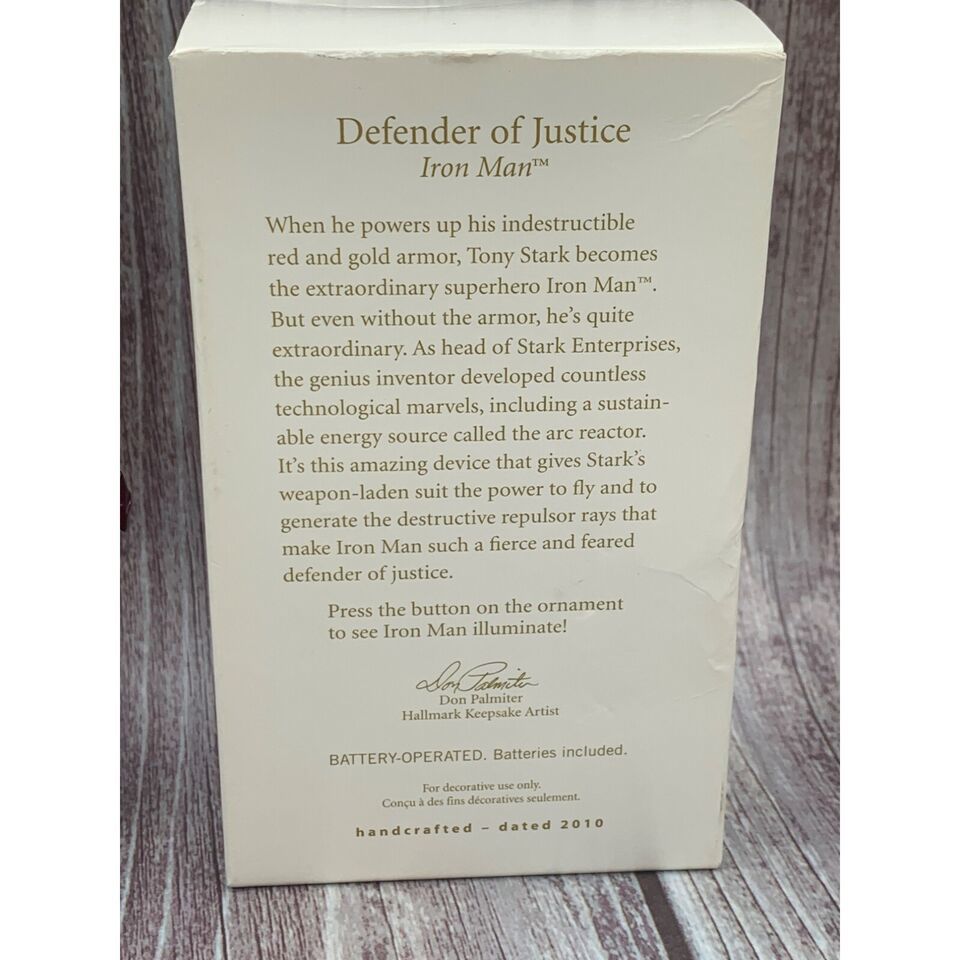 Defender of Justice
Iron Man™
When he powers up his indestructible
red and gold armor, Tony Stark becomes
the extraordinary superhero Iron Man™.
But even without the armor, he's quite
extraordinary. As head of Stark Enterprises,
the genius inventor developed countless
technological marvels, including a sustain-
able energy source called the arc reactor.
It's this amazing device that gives Stark's
weapon-laden suit the power to fly and to
generate the destructive repulsor rays that
make Iron Man such a fierce and feared
defender of justice.
Press the button on the ornament
to see Iron Man illuminate!
Don Palmiter
Don Palmiter
Hallmark Keepsake Artist
BATTERY-OPERATED. Batteries included.
For decorative use only.
Conçu à des fins décoratives seulement.
handcrafted – dated 2010